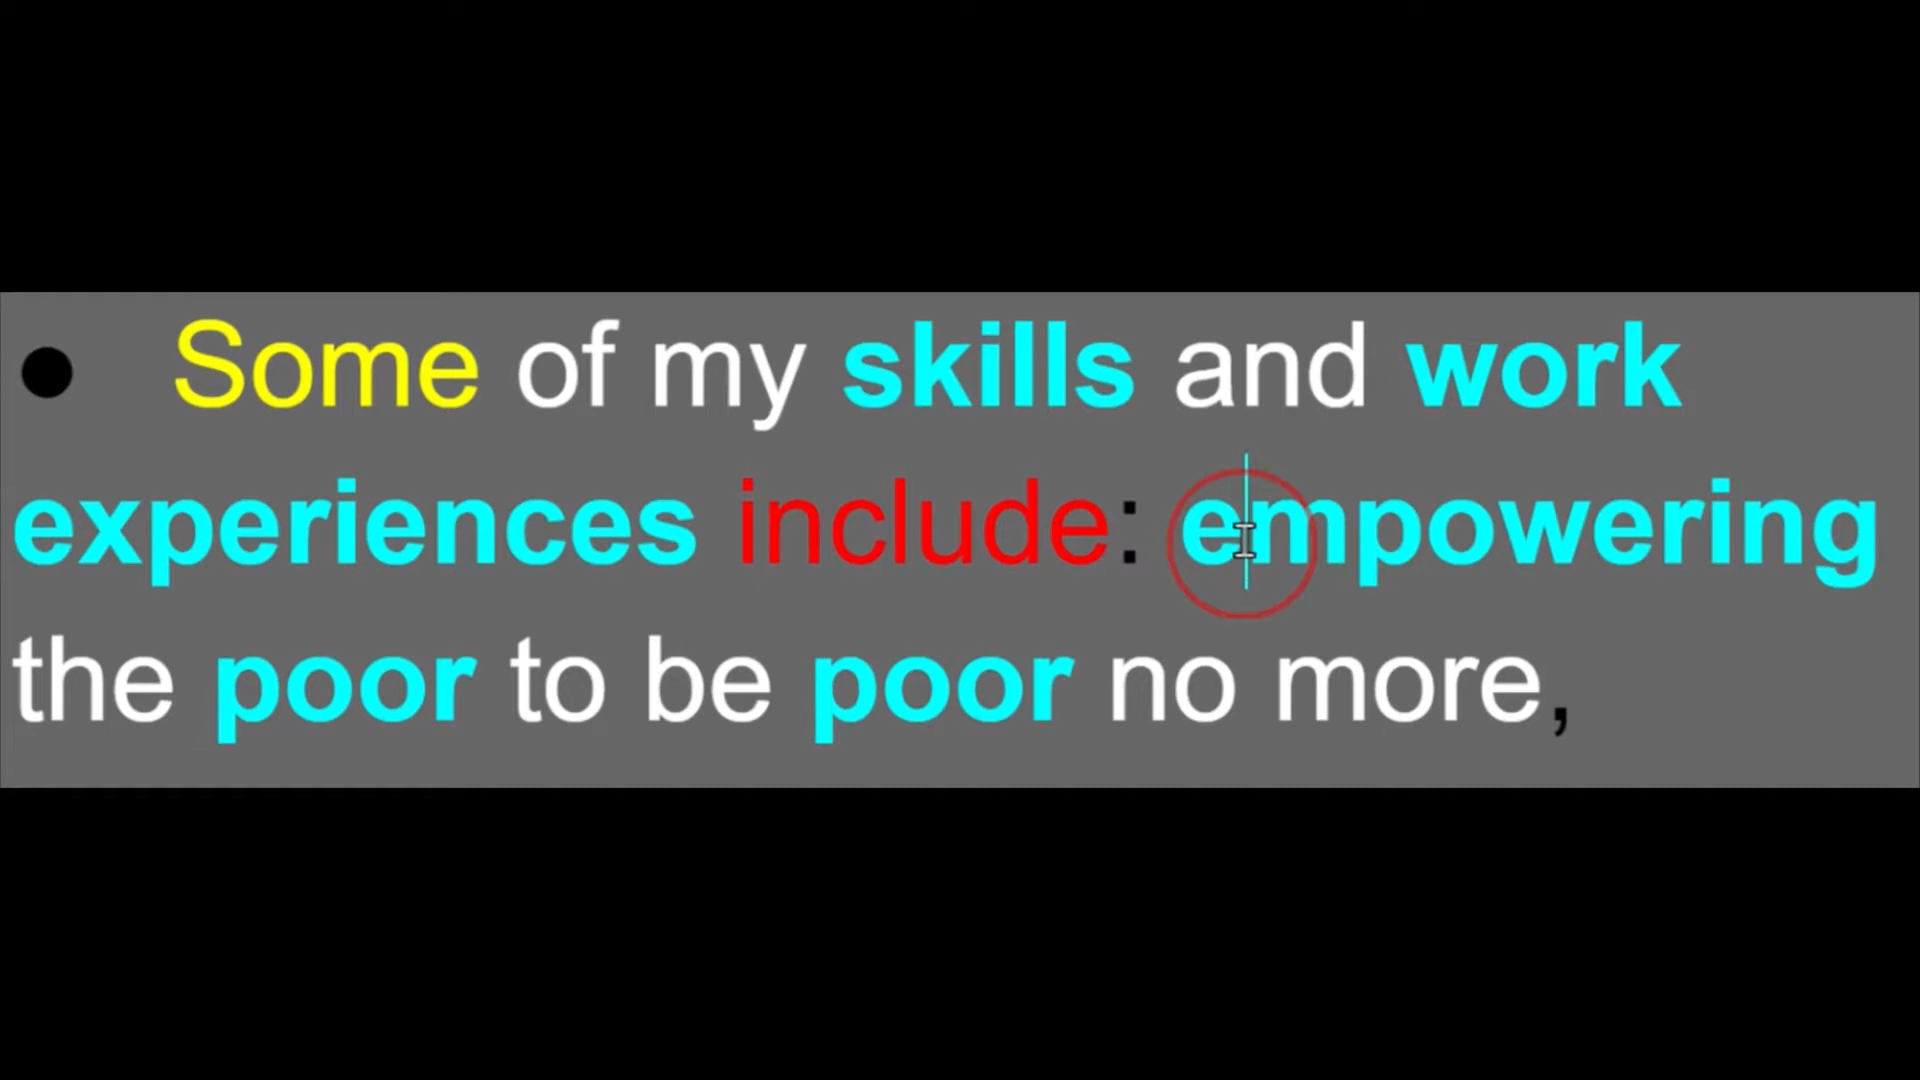 ● Some of my skills and work
experiences include: empowering
the poor to be poor no more,